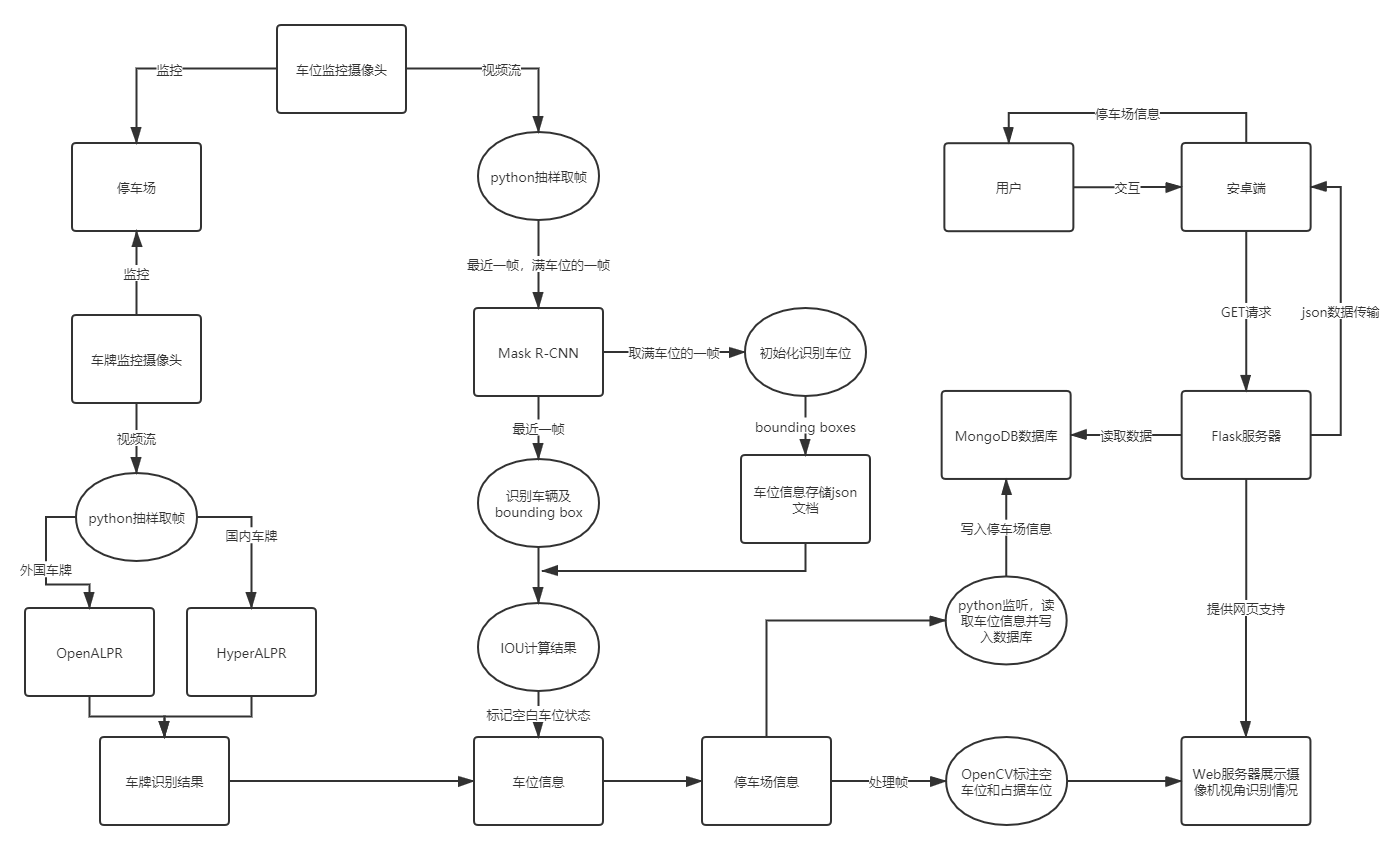 车位监控摄像头
监控
视频流
停车场信息
停车场
python抽样取帧
用户
交互
安卓端
最近一帧，满车位的一帧
监控
GET请求
json数据传输
车牌监控摄像头
Mask R-CNN
取满车位的一帧
初始化识别车位
视频流
最近一帧
bounding boxes
MongoDB数据库
读取数据
Flask服务器
python抽样取帧
国内车牌
外国车牌
识别车辆及
bounding box
车位信息存储json
文档
写入停车场信息
OpenALPR
HyperALPR
IOU计算结果
python监听，读
取车位信息并写
入数据库
提供网页支持
标记空白车位状态
车牌识别结果
车位信息
停车场信息
处理帧
OpenCV标注空
车位和占据车位
Web服务器展示摄
像机视角识别情况